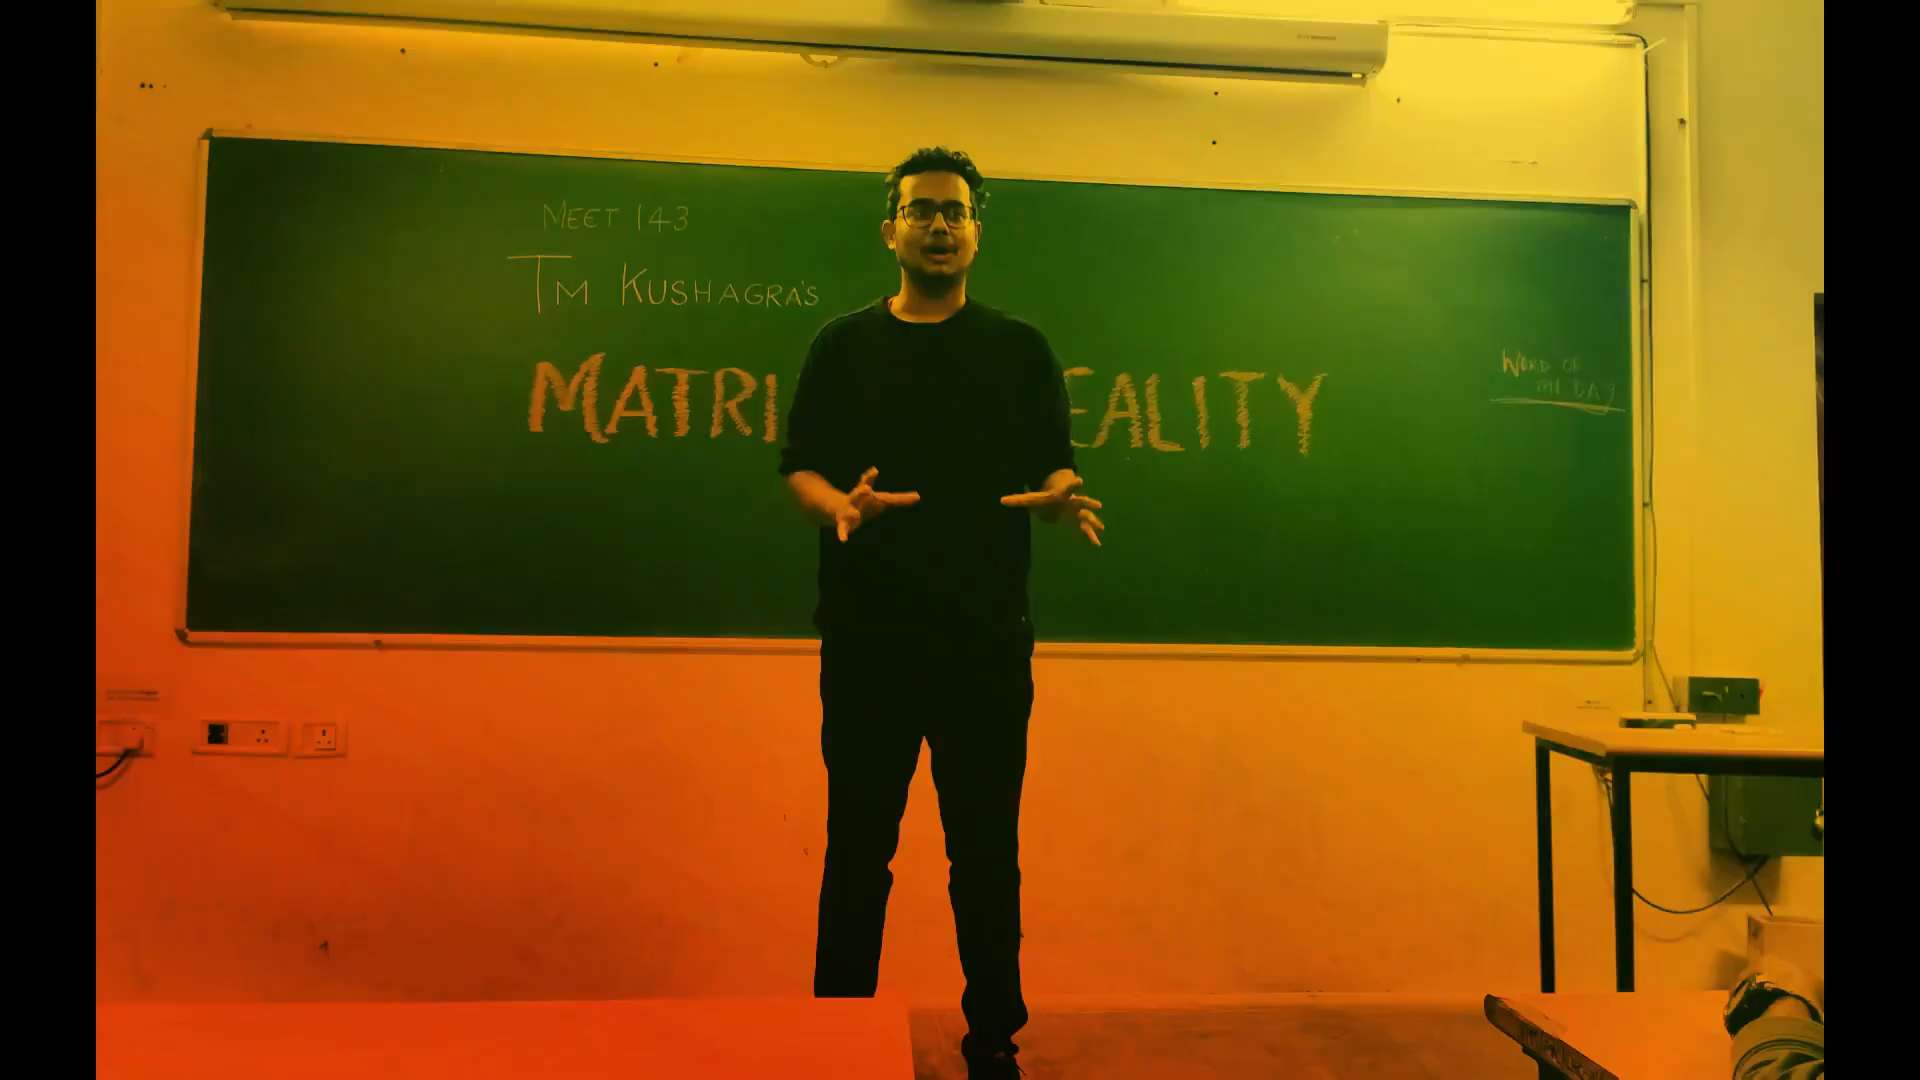 MEET 143
TM KUSHAGRA'S
MATRI EALITY
WORD OF
THE DAY